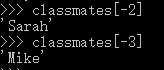 >>> classmates[-2]
'Sarah'
>>> classmates[-3]
'Mike'